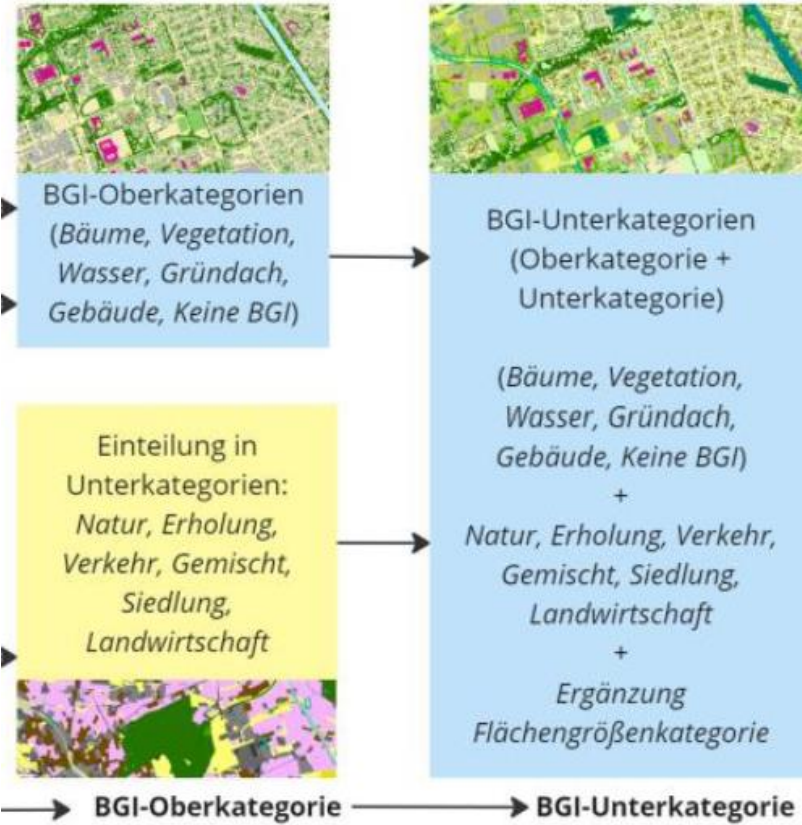 BGI-Oberkategorien
(Bäume, Vegetation,
Wasser, Gründach,
Gebäude, Keine BGI)
Einteilung in
Unterkategorien:
Natur, Erholung,
Verkehr, Gemischt,
Siedlung,
Landwirtschaft
BGI-Unterkategorien
(Oberkategorie +
Unterkategorie)
(Bäume, Vegetation,
Wasser, Gründach,
Gebäude, Keine BGI)
+
Natur, Erholung, Verkehr,
Gemischt, Siedlung,
Landwirtschaft
+
Ergänzung
Flächengrößenkategorie
BGI-Oberkategorie
BGI-Unterkategorie